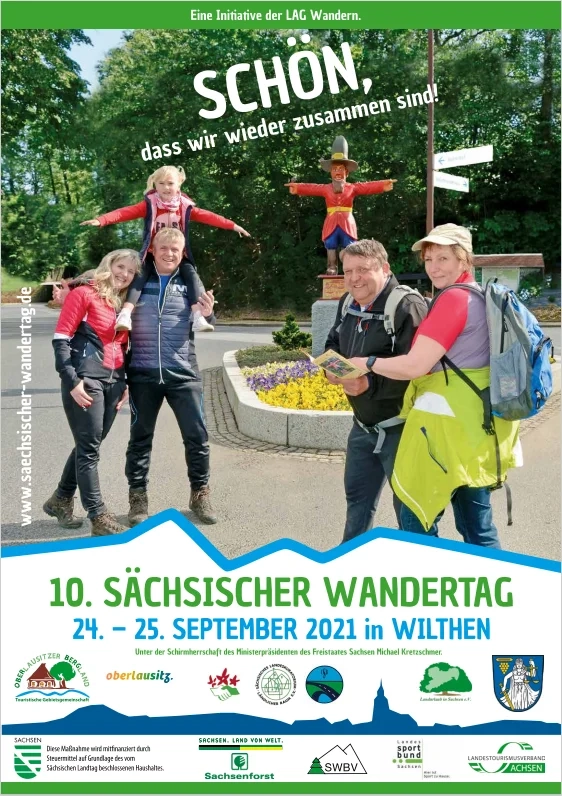 Eine Initiative der LAG Wandern.
SCHÖN,
dass wir wieder zusammen sind!
www.saechsischer-wandertag.de
10. SÄCHSISCHER WANDERTAG
24. – 25. SEPTEMBER 2021 in WILTHEN
Unter der Schirmherrschaft des Ministerpräsidenten des Freistaates Sachsen Michael Kretzschmer.
OBERLAUSITZER BERGLAND
Touristische Gebietsgemeinschaft
oberlausitz.
Landurlaub in Sachsen e.V.
SACHSEN
Diese Maßnahme wird mitfinanziert durch
Steuermittel auf Grundlage des vom
Sächsischen Landtag beschlossenen Haushaltes.
SACHSEN. LAND VON WELT.
Sachsenforst
SWBV
Landes
sport
bund
Sachsen
LANDESTOURISMUSVERBAND
SACHSEN